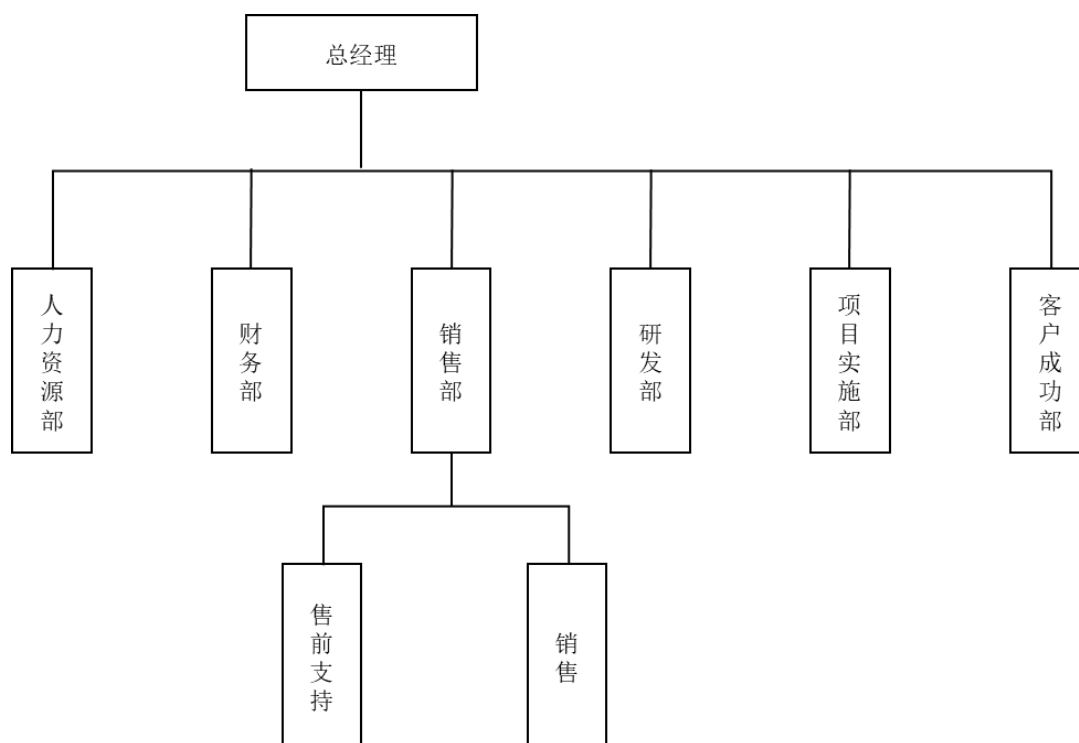 总经理
人力资源部
财务部
销售部
研发部
项目实施部
客户成功部
售前支持
销售